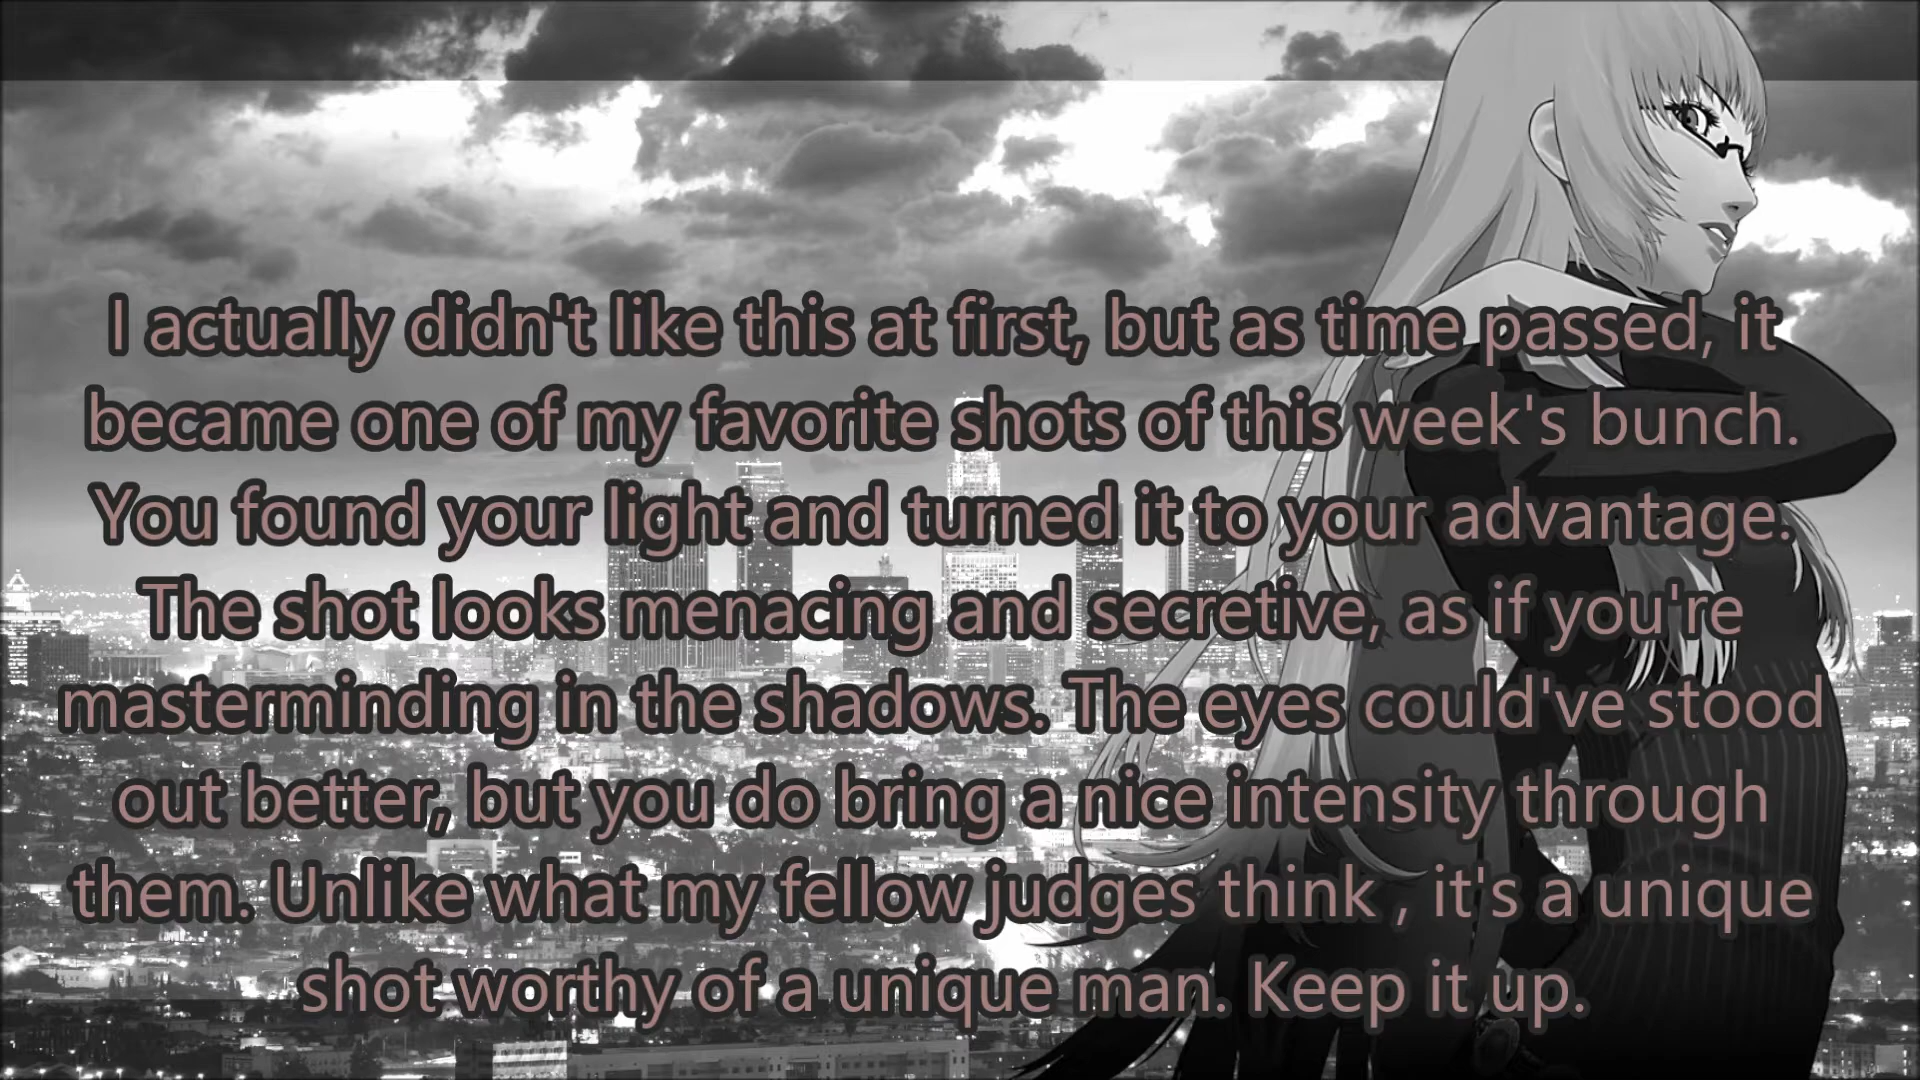 I actually didn't like this at first, but as time passed, it
became one of my favorite shots of this week's bunch.
You found your light and turned it to your advantage.
The shot looks menacing and secretive, as if you're
masterminding in the shadows. The eyes could've stood
out better, but you do bring a nice intensity through
them. Unlike what my fellow judges think , it's a unique
shot worthy of a unique man. Keep it up.